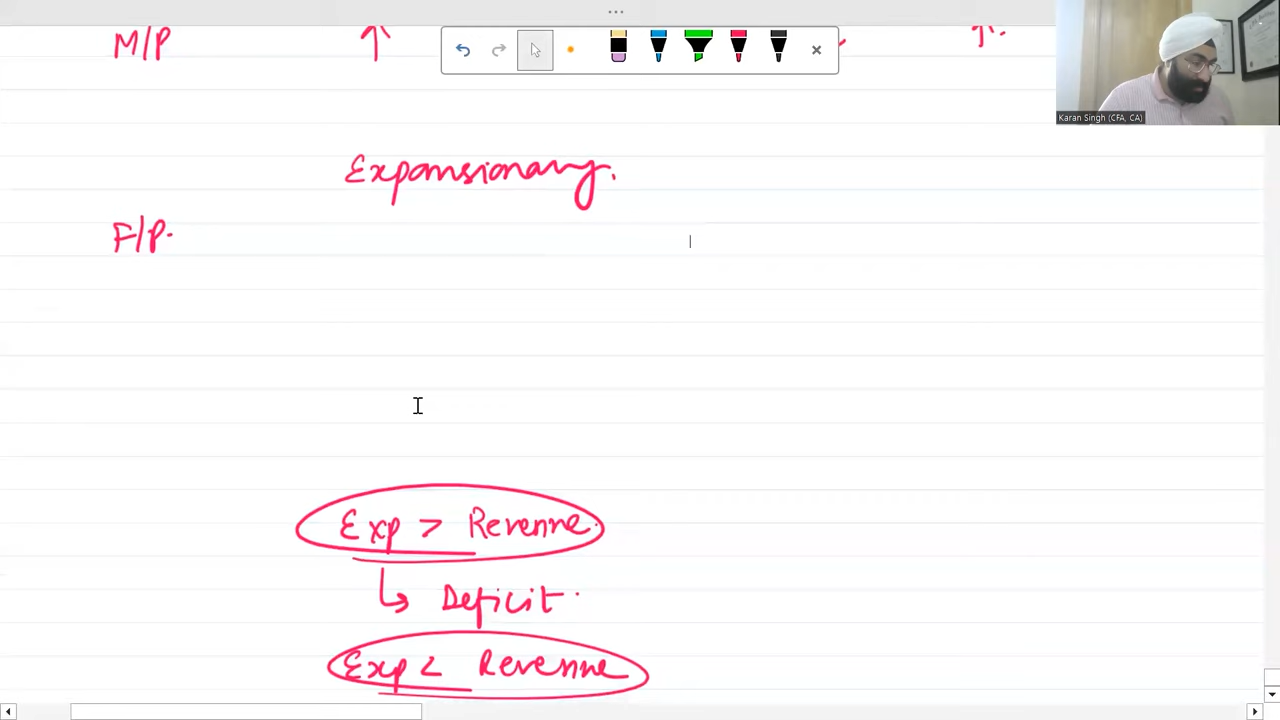 M/P ↑ ↑.
Karan Singh (CFA, CA)
Expansionary.
F/P.
Exp > Revenue.
↳ Deficit.
Exp < Revenue